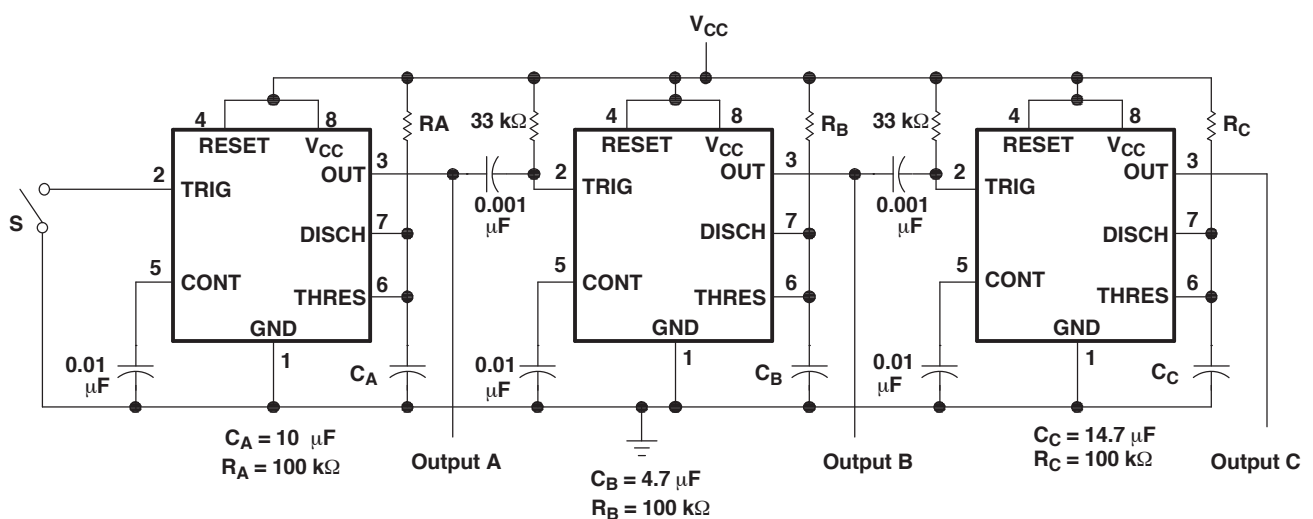 VCC
4
8
RESET
VCC
RA
33 kΩ
4
8
RESET
VCC
RB
33 kΩ
4
8
RESET
VCC
RC
S
2
TRIG
OUT
3
0.001
μF
DISCH
7
5
CONT
THRES
6
GND
1
0.01
μF
CA
2
TRIG
OUT
3
0.001
μF
DISCH
7
5
CONT
THRES
6
GND
1
0.01
μF
CB
2
TRIG
OUT
3
DISCH
7
5
CONT
THRES
6
GND
1
0.01
μF
CC
CA = 10 μF
RA = 100 kΩ
Output A
CB = 4.7 μF
RB = 100 kΩ
Output B
CC = 14.7 μF
RC = 100 kΩ
Output C